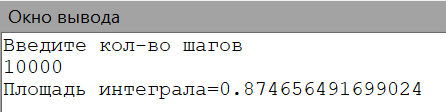 Окно вывода
Введите кол-во шагов
10000
Площадь интеграла=0.874656491699024